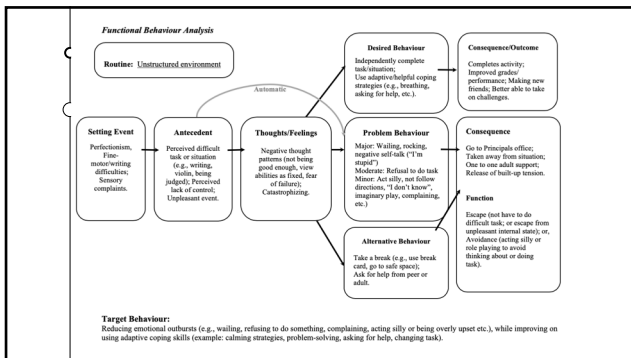 Functional Behaviour Analysis
Routine: Unstructured environment
Desired Behaviour
Independently complete
task/situation;
Use adaptive/helpful coping
strategies (e.g., breathing,
asking for help, etc.).
Consequence/Outcome
Completes activity;
Improved grades/
performance; Making new
friends; Better able to take
on challenges.
Automatic
Setting Event
Perfectionism,
Fine-
motor/writing
difficulties;
Sensory
complaints.
Antecedent
Perceived difficult
task or situation
(e.g., writing,
violin, being
judged); Perceived
lack of control;
Unpleasant event.
Thoughts/Feelings
Negative thought
patterns (not being
good enough, view
abilities as fixed, fear
of failure);
Catastrophizing.
Problem Behaviour
Major: Wailing, rocking,
negative self-talk ("I'm
stupid")
Moderate: Refusal to do task
Minor: Act silly, not follow
directions, "I don't know",
imaginary play, complaining,
etc.)
Consequence
Go to Principals office;
Taken away from situation;
One to one adult support;
Release of built-up tension.
Function
Escape (not have to do
difficult task; or escape from
unpleasant internal state); or,
Avoidance (acting silly or
role playing to avoid
thinking about or doing
task).
Alternative Behaviour
Take a break (e.g., use break
card, go to safe space);
Ask for help from peer or
adult.
Target Behaviour:
Reducing emotional outbursts (e.g., wailing, refusing to do something, complaining, acting silly or being overly upset etc.), while improving on
using adaptive coping skills (example: calming strategies, problem-solving, asking for help, changing task).